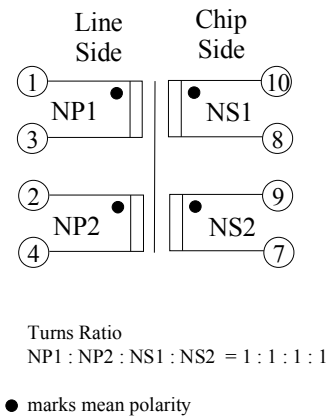 Line Side
Chip Side
1
10
NP1
NS1
3
8
2
9
NP2
NS2
4
7
Turns Ratio
NP1 : NP2 : NS1 : NS2 = 1 : 1 : 1 : 1
● marks mean polarity